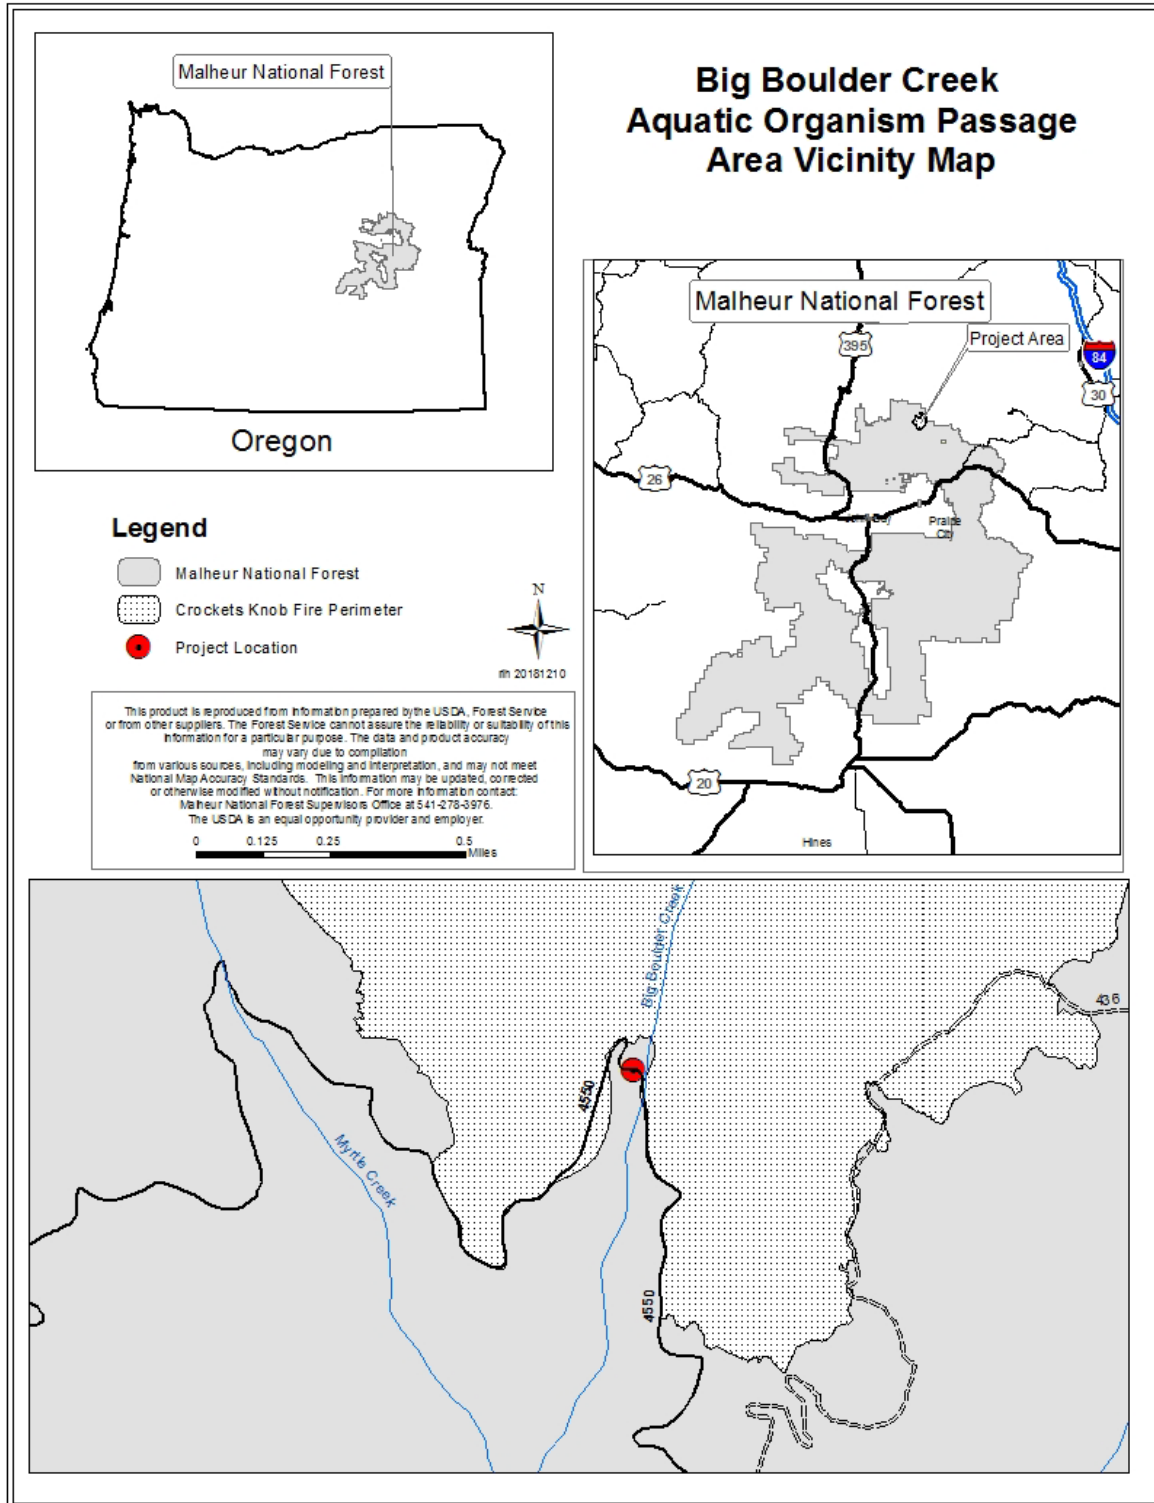 Malheur National Forest
Oregon
Big Boulder Creek
Aquatic Organism Passage
Area Vicinity Map
Malheur National Forest
Project Area
395
84
30
26
Prairie
City
20
Hines
Legend
Malheur National Forest
Crockets Knob Fire Perimeter
Project Location
N
rlh 20181210
This product is reproduced from information prepared by the USDA, Forest Service
or from other suppliers. The Forest Service cannot assure the reliability or suitability of this
information for a particular purpose. The data and product accuracy
may vary due to compilation
from various sources, including modeling and interpretation, and may not meet
National Map Accuracy Standards. This information may be updated, corrected
or otherwise modified without notification. For more information contact:
Malheur National Forest Supervisors Office at 541-278-3976.
The USDA is an equal opportunity provider and employer.
0 0.125 0.25 0.5
Miles
Big Boulder Creek
436
4550
Myrtle Creek
4550